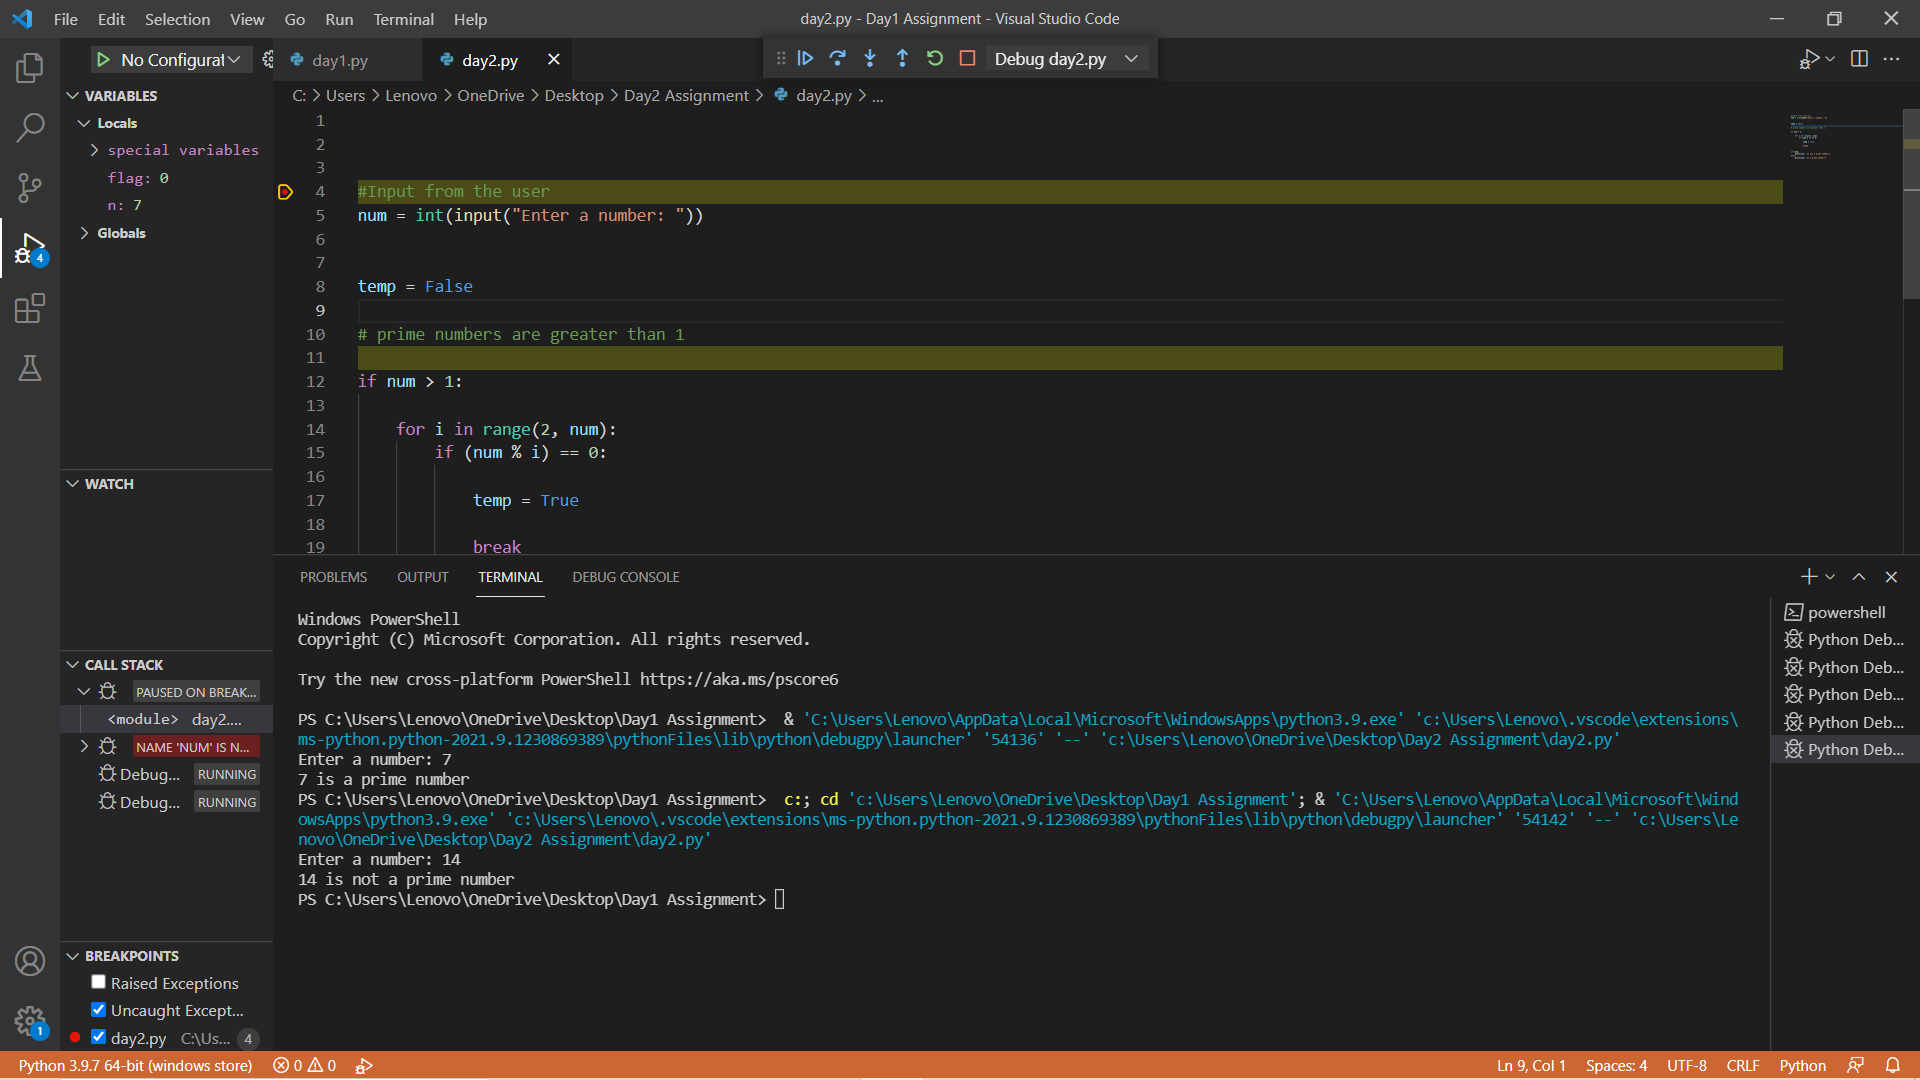 File Edit Selection View Go Run Terminal Help
day2.py - Day1 Assignment - Visual Studio Code
No Configurat
day1.py
day2.py
Debug day2.py
VARIABLES
Locals
special variables
flag: 0
n: 7
Globals
WATCH
CALL STACK
PAUSED ON BREAK...
<module> day2....
NAME 'NUM' IS N...
Debug... RUNNING
Debug... RUNNING
BREAKPOINTS
Raised Exceptions
Uncaught Except...
day2.py C:\Us... 4
4
1
C: > Users > Lenovo > OneDrive > Desktop > Day2 Assignment > day2.py > ...
1
2
3
4 #Input from the user
5 num = int(input("Enter a number: "))
6
7
8 temp = False
9
10 # prime numbers are greater than 1
11
12 if num > 1:
13
14 for i in range(2, num):
15 if (num % i) == 0:
16
17 temp = True
18
19 break
PROBLEMS OUTPUT TERMINAL DEBUG CONSOLE
Windows PowerShell
Copyright (C) Microsoft Corporation. All rights reserved.
Try the new cross-platform PowerShell https://aka.ms/pscore6
PS C:\Users\Lenovo\OneDrive\Desktop\Day1 Assignment> & 'C:\Users\Lenovo\AppData\Local\Microsoft\WindowsApps\python3.9.exe' 'c:\Users\Lenovo\.vscode\extensions\
ms-python.python-2021.9.1230869389\pythonFiles\lib\python\debugpy\launcher' '54136' '--' 'c:\Users\Lenovo\OneDrive\Desktop\Day2 Assignment\day2.py'
Enter a number: 7
7 is a prime number
PS C:\Users\Lenovo\OneDrive\Desktop\Day1 Assignment> c:; cd 'c:\Users\Lenovo\OneDrive\Desktop\Day1 Assignment'; & 'C:\Users\Lenovo\AppData\Local\Microsoft\Wind
owsApps\python3.9.exe' 'c:\Users\Lenovo\.vscode\extensions\ms-python.python-2021.9.1230869389\pythonFiles\lib\python\debugpy\launcher' '54142' '--' 'c:\Users\Le
novo\OneDrive\Desktop\Day2 Assignment\day2.py'
Enter a number: 14
14 is not a prime number
PS C:\Users\Lenovo\OneDrive\Desktop\Day1 Assignment>
powershell
Python Deb...
Python Deb...
Python Deb...
Python Deb...
Python Deb...
Python 3.9.7 64-bit (windows store) 0 0
Ln 9, Col 1 Spaces: 4 UTF-8 CRLF Python